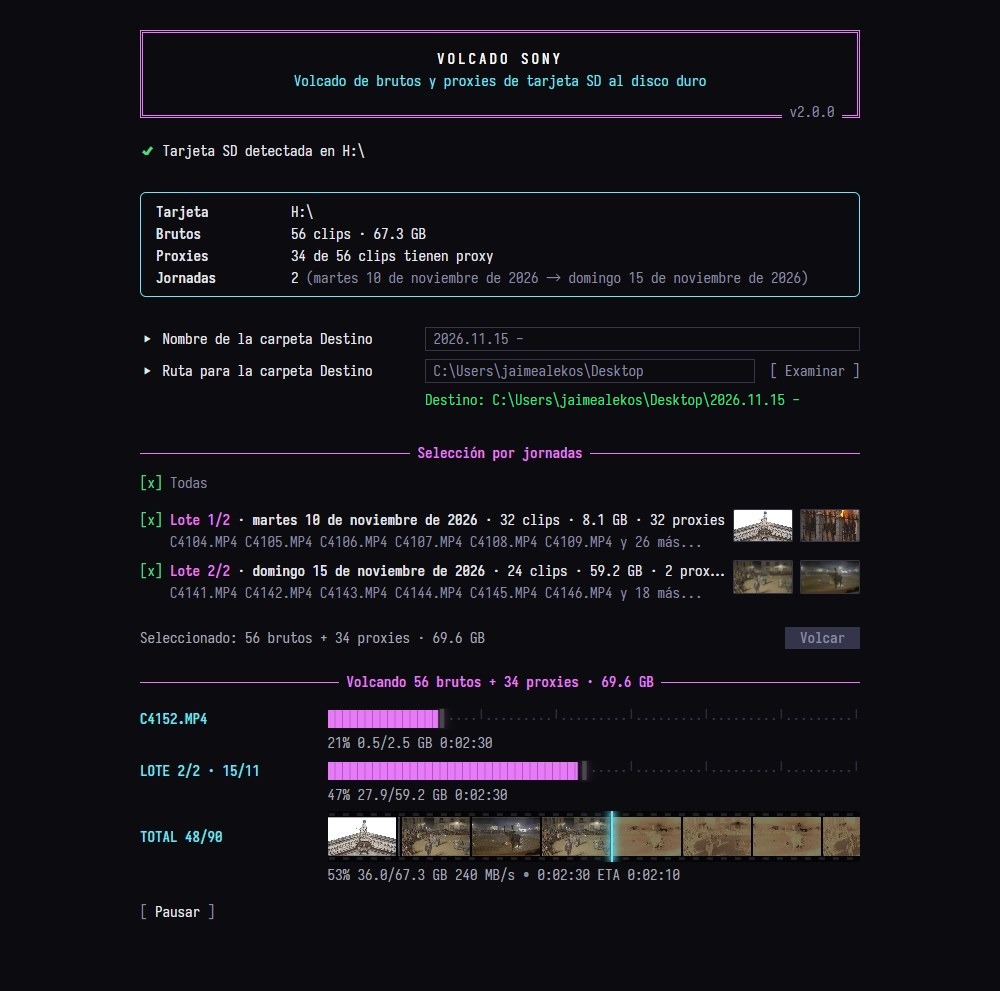 VOLCADO SONY
Volcado de brutos y proxies de tarjeta SD al disco duro
v2.0.0
✔ Tarjeta SD detectada en H:\
Tarjeta H:\
Brutos 56 clips · 67.3 GB
Proxies 34 de 56 clips tienen proxy
Jornadas 2 (martes 10 de noviembre de 2026 → domingo 15 de noviembre de 2026)
▸ Nombre de la carpeta Destino 2026.11.15 -
▸ Ruta para la carpeta Destino C:\Users\jaimealekos\Desktop [ Examinar ]
Destino: C:\Users\jaimealekos\Desktop\2026.11.15 -
Selección por jornadas
[x] Todas
[x] Lote 1/2 · martes 10 de noviembre de 2026 · 32 clips · 8.1 GB · 32 proxies
C4104.MP4 C4105.MP4 C4106.MP4 C4107.MP4 C4108.MP4 C4109.MP4 y 26 más...
[x] Lote 2/2 · domingo 15 de noviembre de 2026 · 24 clips · 59.2 GB · 2 prox...
C4141.MP4 C4142.MP4 C4143.MP4 C4144.MP4 C4145.MP4 C4146.MP4 y 18 más...
Seleccionado: 56 brutos + 34 proxies · 69.6 GB Volcar
Volcando 56 brutos + 34 proxies · 69.6 GB
C4152.MP4
21% 0.5/2.5 GB 0:02:30
LOTE 2/2 · 15/11
47% 27.9/59.2 GB 0:02:30
TOTAL 48/90
53% 36.0/67.3 GB 240 MB/s • 0:02:30 ETA 0:02:10
[ Pausar ]